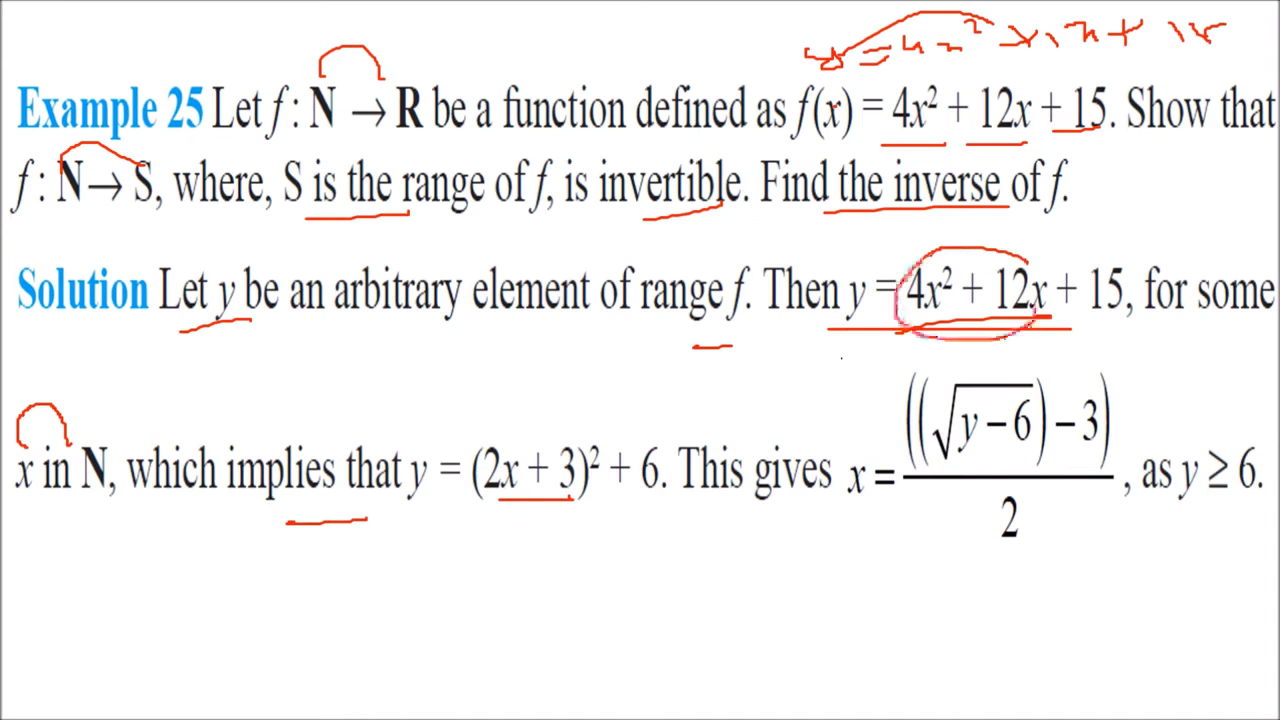 = 4x² + 15
Example 25 Let f : N → R be a function defined as f(x) = 4x² + 12x + 15. Show that
f : N → S, where, S is the range of f, is invertible. Find the inverse of f.
Solution Let y be an arbitrary element of range f. Then y = 4x² + 12x + 15, for some
x in N, which implies that y = (2x + 3)² + 6. This gives x = ((√(y − 6)) − 3) / 2 , as y ≥ 6.